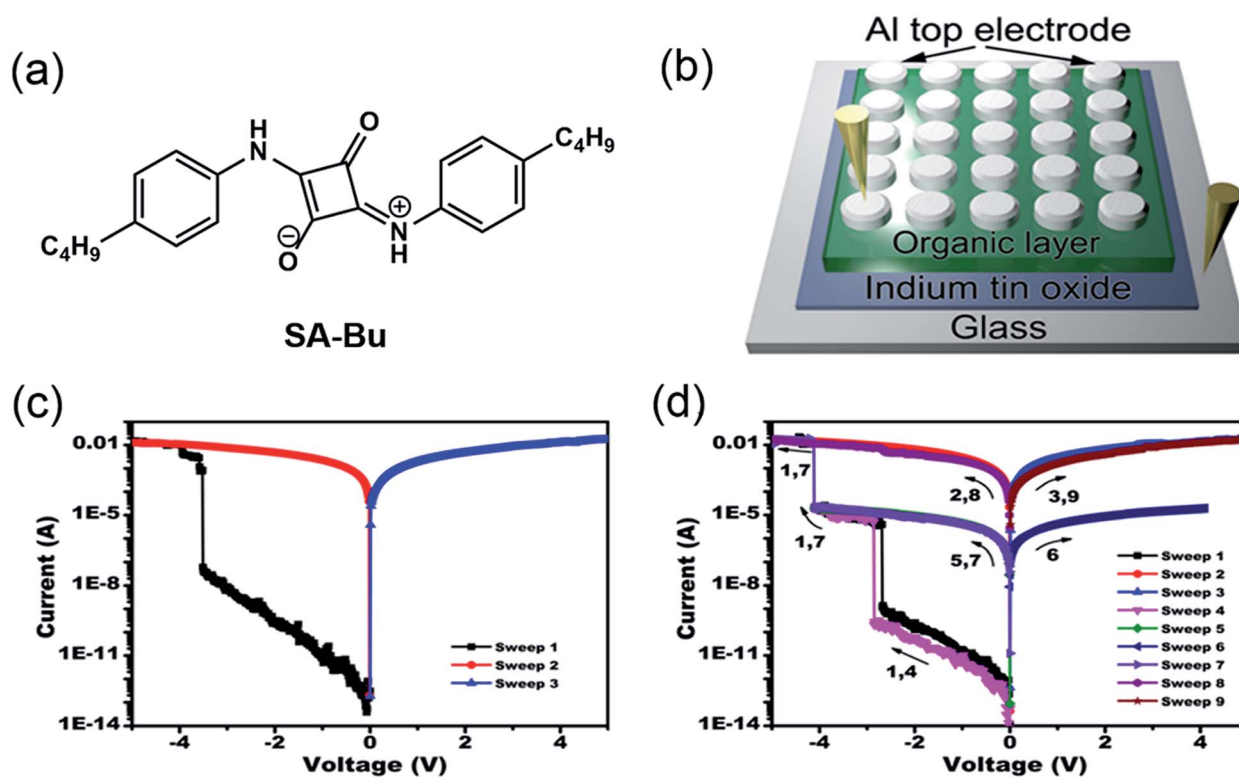 (a)
H
N
O
C4H9
C4H9
⊖
O
⊕
N
H
SA-Bu
(b)
Al top electrode
Organic layer
Indium tin oxide
Glass
(c)
Current (A)
0.01
1E-5
1E-8
1E-11
1E-14
-4
-2
0
2
4
Voltage (V)
Sweep 1
Sweep 2
Sweep 3
(d)
Current (A)
0.01
1E-5
1E-8
1E-11
1E-14
-4
-2
0
2
4
Voltage (V)
1,7
2,8
3,9
1,7
5,7
6
1,4
Sweep 1
Sweep 2
Sweep 3
Sweep 4
Sweep 5
Sweep 6
Sweep 7
Sweep 8
Sweep 9